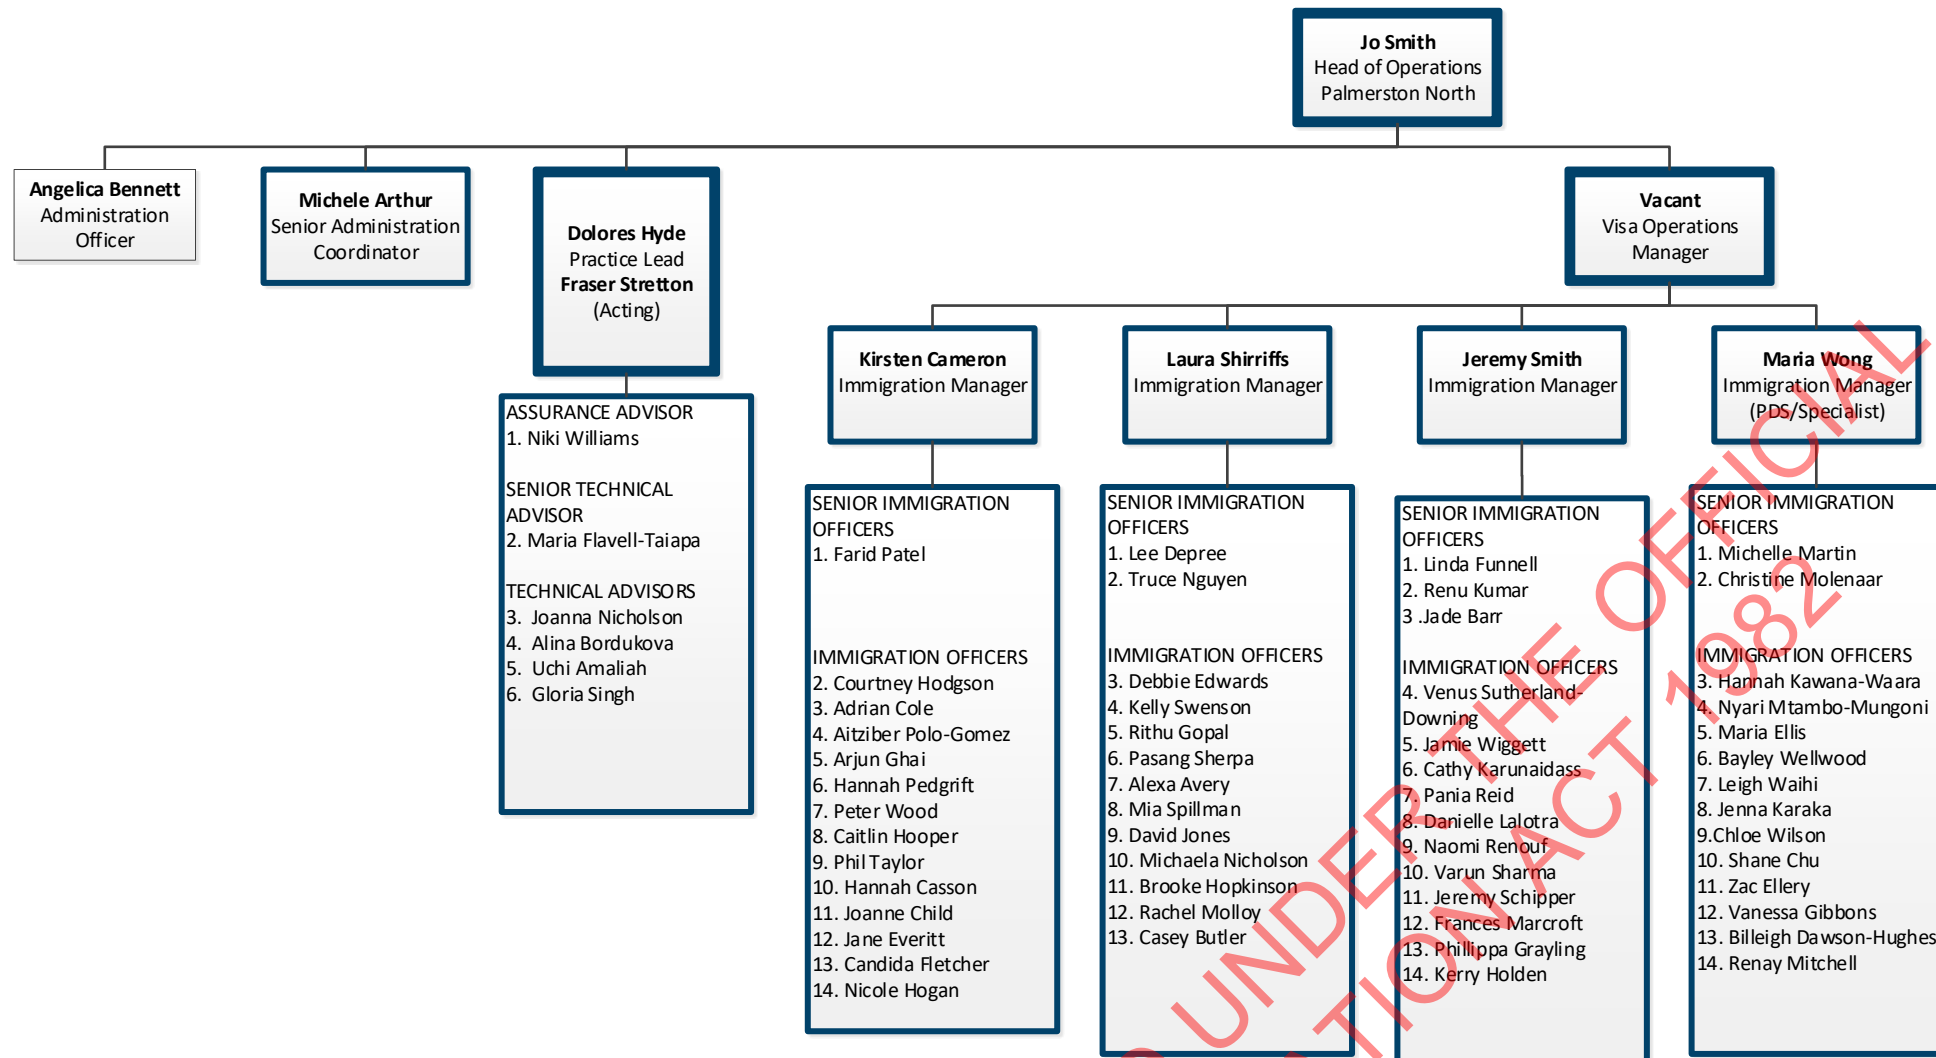 Jo Smith
Head of Operations
Palmerston North
Angelica Bennett
Administration
Officer
Michele Arthur
Senior Administration
Coordinator
Dolores Hyde
Practice Lead
Fraser Stretton
(Acting)
Vacant
Visa Operations
Manager
Kirsten Cameron
Immigration Manager
Laura Shirriffs
Immigration Manager
Jeremy Smith
Immigration Manager
Maria Wong
Immigration Manager
(PDS/Specialist)
ASSURANCE ADVISOR
1. Niki Williams
SENIOR TECHNICAL
ADVISOR
2. Maria Flavell-Taiapa
TECHNICAL ADVISORS
3. Joanna Nicholson
4. Alina Bordukova
5. Uchi Amaliah
6. Gloria Singh
SENIOR IMMIGRATION
OFFICERS
1. Farid Patel
IMMIGRATION OFFICERS
2. Courtney Hodgson
3. Adrian Cole
4. Aitziber Polo-Gomez
5. Arjun Ghai
6. Hannah Pedgrift
7. Peter Wood
8. Caitlin Hooper
9. Phil Taylor
10. Hannah Casson
11. Joanne Child
12. Jane Everitt
13. Candida Fletcher
14. Nicole Hogan
SENIOR IMMIGRATION
OFFICERS
1. Lee Depree
2. Truce Nguyen
IMMIGRATION OFFICERS
3. Debbie Edwards
4. Kelly Swenson
5. Rithu Gopal
6. Pasang Sherpa
7. Alexa Avery
8. Mia Spillman
9. David Jones
10. Michaela Nicholson
11. Brooke Hopkinson
12. Rachel Molloy
13. Casey Butler
SENIOR IMMIGRATION
OFFICERS
1. Linda Funnell
2. Renu Kumar
3 .Jade Barr
IMMIGRATION OFFICERS
4. Venus Sutherland-
Downing
5. Jamie Wiggett
6. Cathy Karunaidass
7. Pania Reid
8. Danielle Lalotra
9. Naomi Renouf
10. Varun Sharma
11. Jeremy Schipper
12. Frances Marcroft
13. Phillippa Grayling
14. Kerry Holden
SENIOR IMMIGRATION
OFFICERS
1. Michelle Martin
2. Christine Molenaar
IMMIGRATION OFFICERS
3. Hannah Kawana-Waara
4. Nyari Mtambo-Mungoni
5. Maria Ellis
6. Bayley Wellwood
7. Leigh Waihi
8. Jenna Karaka
9.Chloe Wilson
10. Shane Chu
11. Zac Ellery
12. Vanessa Gibbons
13. Billeigh Dawson-Hughes
14. Renay Mitchell
UNDER THE OFFICIAL
ACT 1982